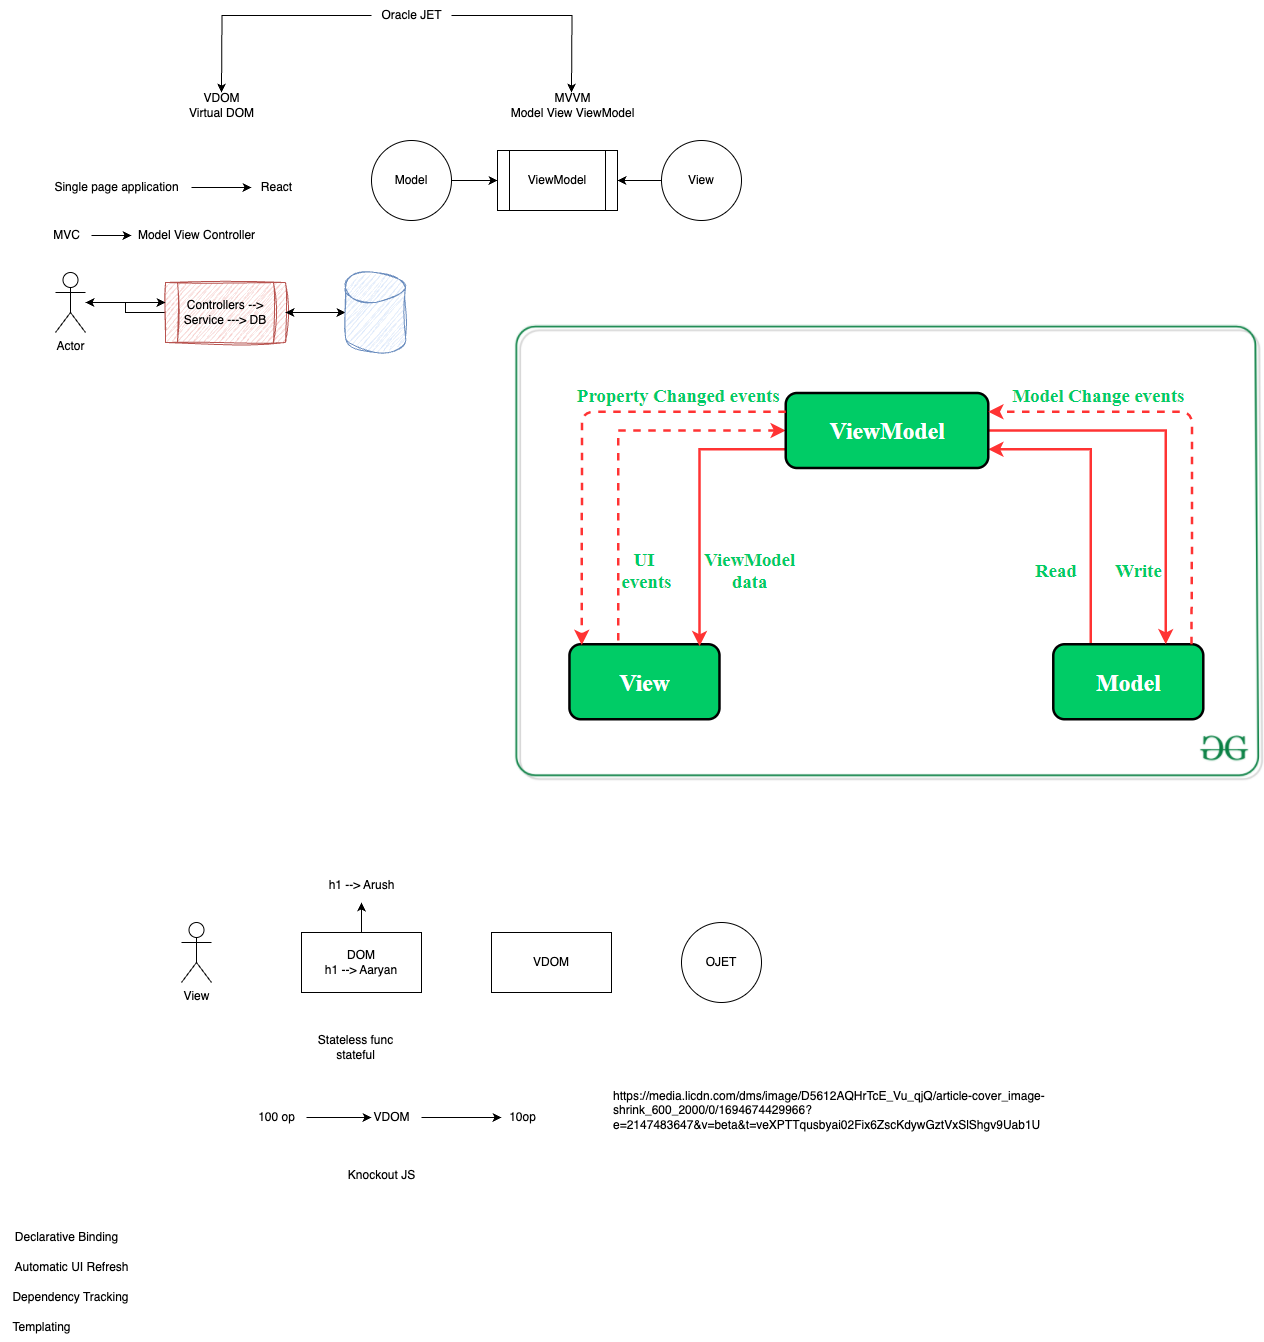 Oracle JET
VDOM
Virtual DOM
MVVM
Model View ViewModel
Model
ViewModel
View
Single page application
React
MVC
Model View Controller
Controllers -->
Service ---> DB
Actor
Property Changed events
ViewModel
Model Change events
UI
events
ViewModel
data
Read
Write
View
Model
GG
h1 --> Arush
DOM
h1 --> Aaryan
VDOM
OJET
View
Stateless func
stateful
100 op
VDOM
10op
https://media.licdn.com/dms/image/D5612AQHrTcE_Vu_qjQ/article-cover_image-
shrink_600_2000/0/1694674429966?
e=2147483647&v=beta&t=veXPTTqusbyai02Fix6ZscKdywGztVxSlShgv9Uab1U
Knockout JS
Declarative Binding
Automatic UI Refresh
Dependency Tracking
Templating